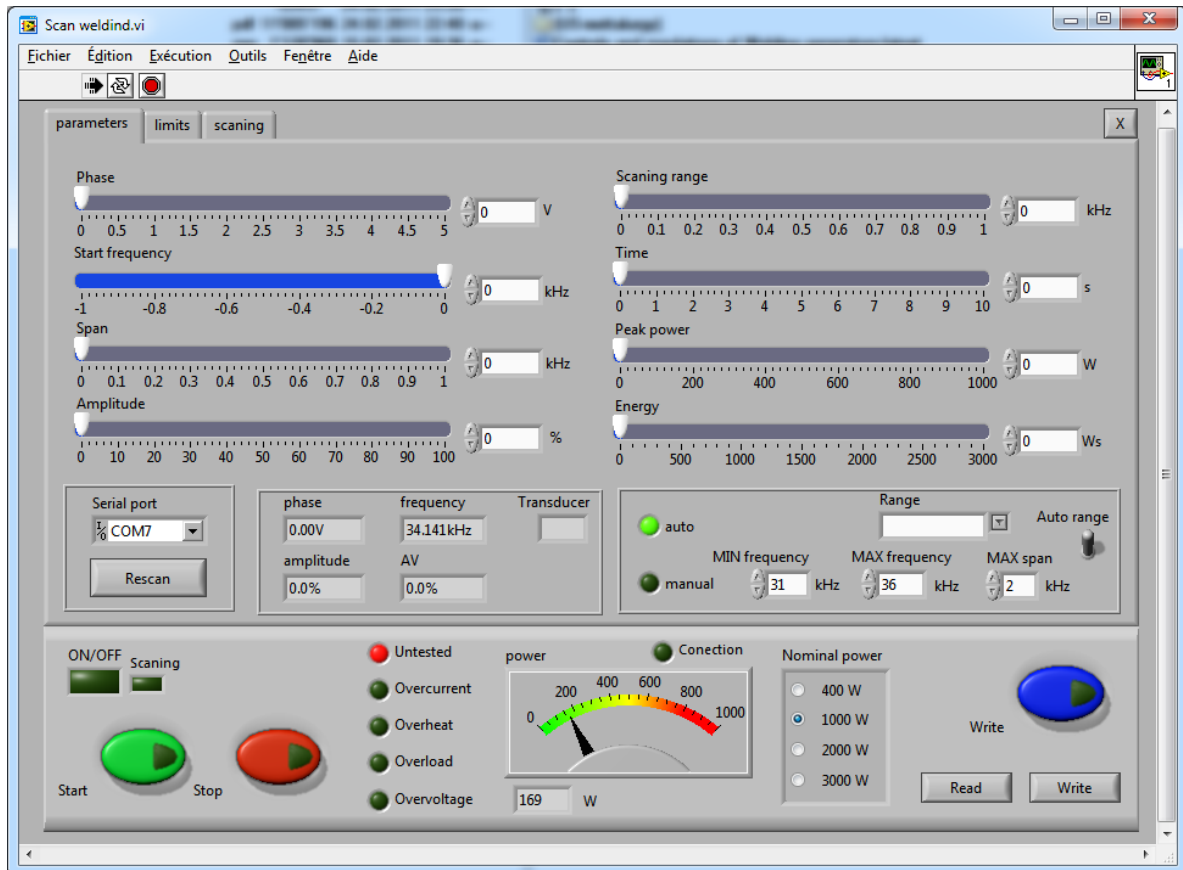 Scan weldind.vi
Fichier Édition Exécution Outils Fenêtre Aide
1
parameters limits scaning X
Phase
0 V
0 0.5 1 1.5 2 2.5 3 3.5 4 4.5 5
Start frequency
0 kHz
-1 -0.8 -0.6 -0.4 -0.2 0
Span
0 kHz
0 0.1 0.2 0.3 0.4 0.5 0.6 0.7 0.8 0.9 1
Amplitude
0 %
0 10 20 30 40 50 60 70 80 90 100
Scaning range
0 kHz
0 0.1 0.2 0.3 0.4 0.5 0.6 0.7 0.8 0.9 1
Time
0 s
0 1 2 3 4 5 6 7 8 9 10
Peak power
0 W
0 200 400 600 800 1000
Energy
0 Ws
0 500 1000 1500 2000 2500 3000
Serial port
I/O COM7
Rescan
phase frequency Transducer
0.00V 34.141kHz
amplitude AV
0.0% 0.0%
Range
auto Auto range
MIN frequency MAX frequency MAX span
manual 31 kHz 36 kHz 2 kHz
ON/OFF Scaning
Start Stop
Untested
Overcurrent
Overheat
Overload
Overvoltage
power Conection
0 200 400 600 800 1000
169 W
Nominal power
400 W
1000 W
2000 W
3000 W
Write
Read Write